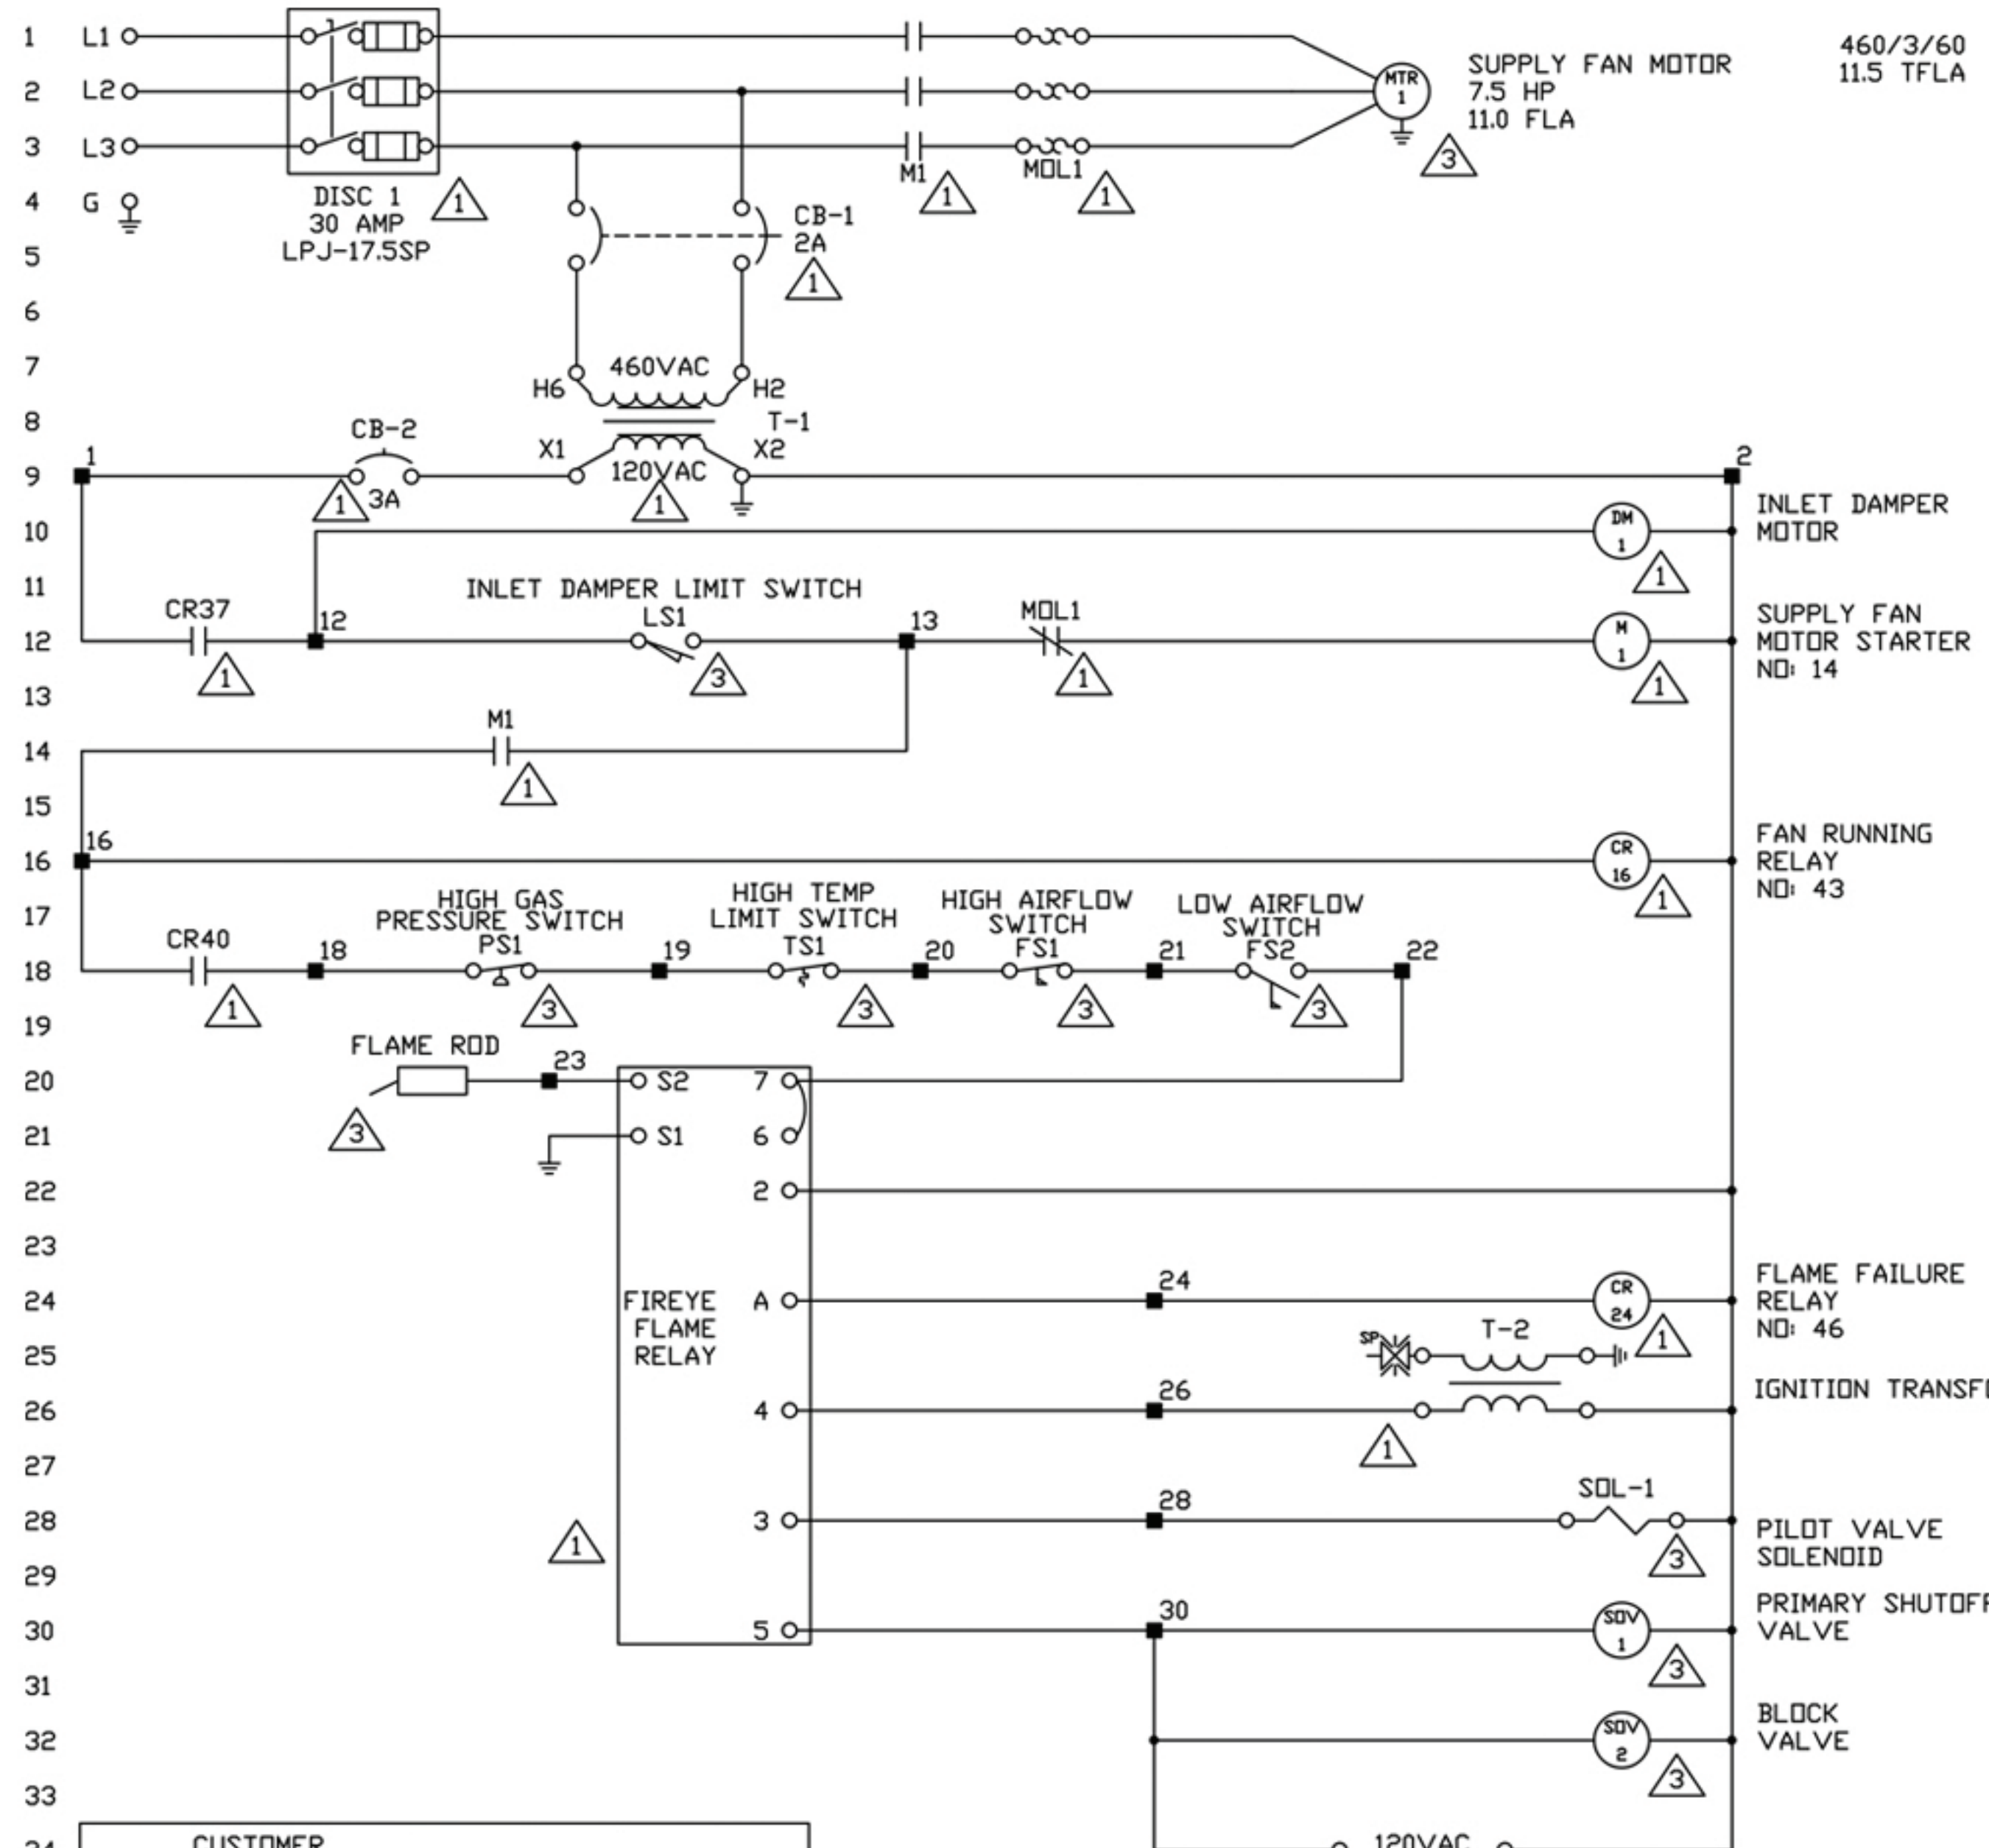 1 L1
460/3/60
SUPPLY FAN MOTOR
11.5 TFLA
MTR
1
2 L2
7.5 HP
11.0 FLA
3 L3
3
M1
MOL1
1
1
1
4 G
DISC 1
30 AMP
LPJ-17.5SP
CB-1
2A
1
5
6
7
460VAC
H6
H2
8
T-1
CB-2
X1
X2
1
2
9
120VAC
1
3A
1
INLET DAMPER
MOTOR
10
DM
1
1
11
INLET DAMPER LIMIT SWITCH
CR37
LS1
MOL1
12
13
SUPPLY FAN
MOTOR STARTER
NO: 14
12
M
1
1
3
1
1
13
M1
14
1
15
16
16
CR
16
FAN RUNNING
RELAY
NO: 43
1
17
HIGH GAS
PRESSURE SWITCH
PS1
HIGH TEMP
LIMIT SWITCH
TS1
HIGH AIRFLOW
SWITCH
FS1
LOW AIRFLOW
SWITCH
FS2
CR40
18
19
20
21
22
18
1
3
3
3
3
19
FLAME ROD
23
20
S2
7
3
21
S1
6
22
2
23
24
24
FIREYE
FLAME
RELAY
A
CR
24
FLAME FAILURE
RELAY
NO: 46
1
25
SP
T-2
IGNITION
26
26
4
1
27
SOL-1
28
28
3
1
3
PILOT VALVE
SOLENOID
29
30
30
5
SOV
1
PRIMARY
VALVE
3
31
32
SOV
2
BLOCK
VALVE
3
33
CUSTOMER
120VAC